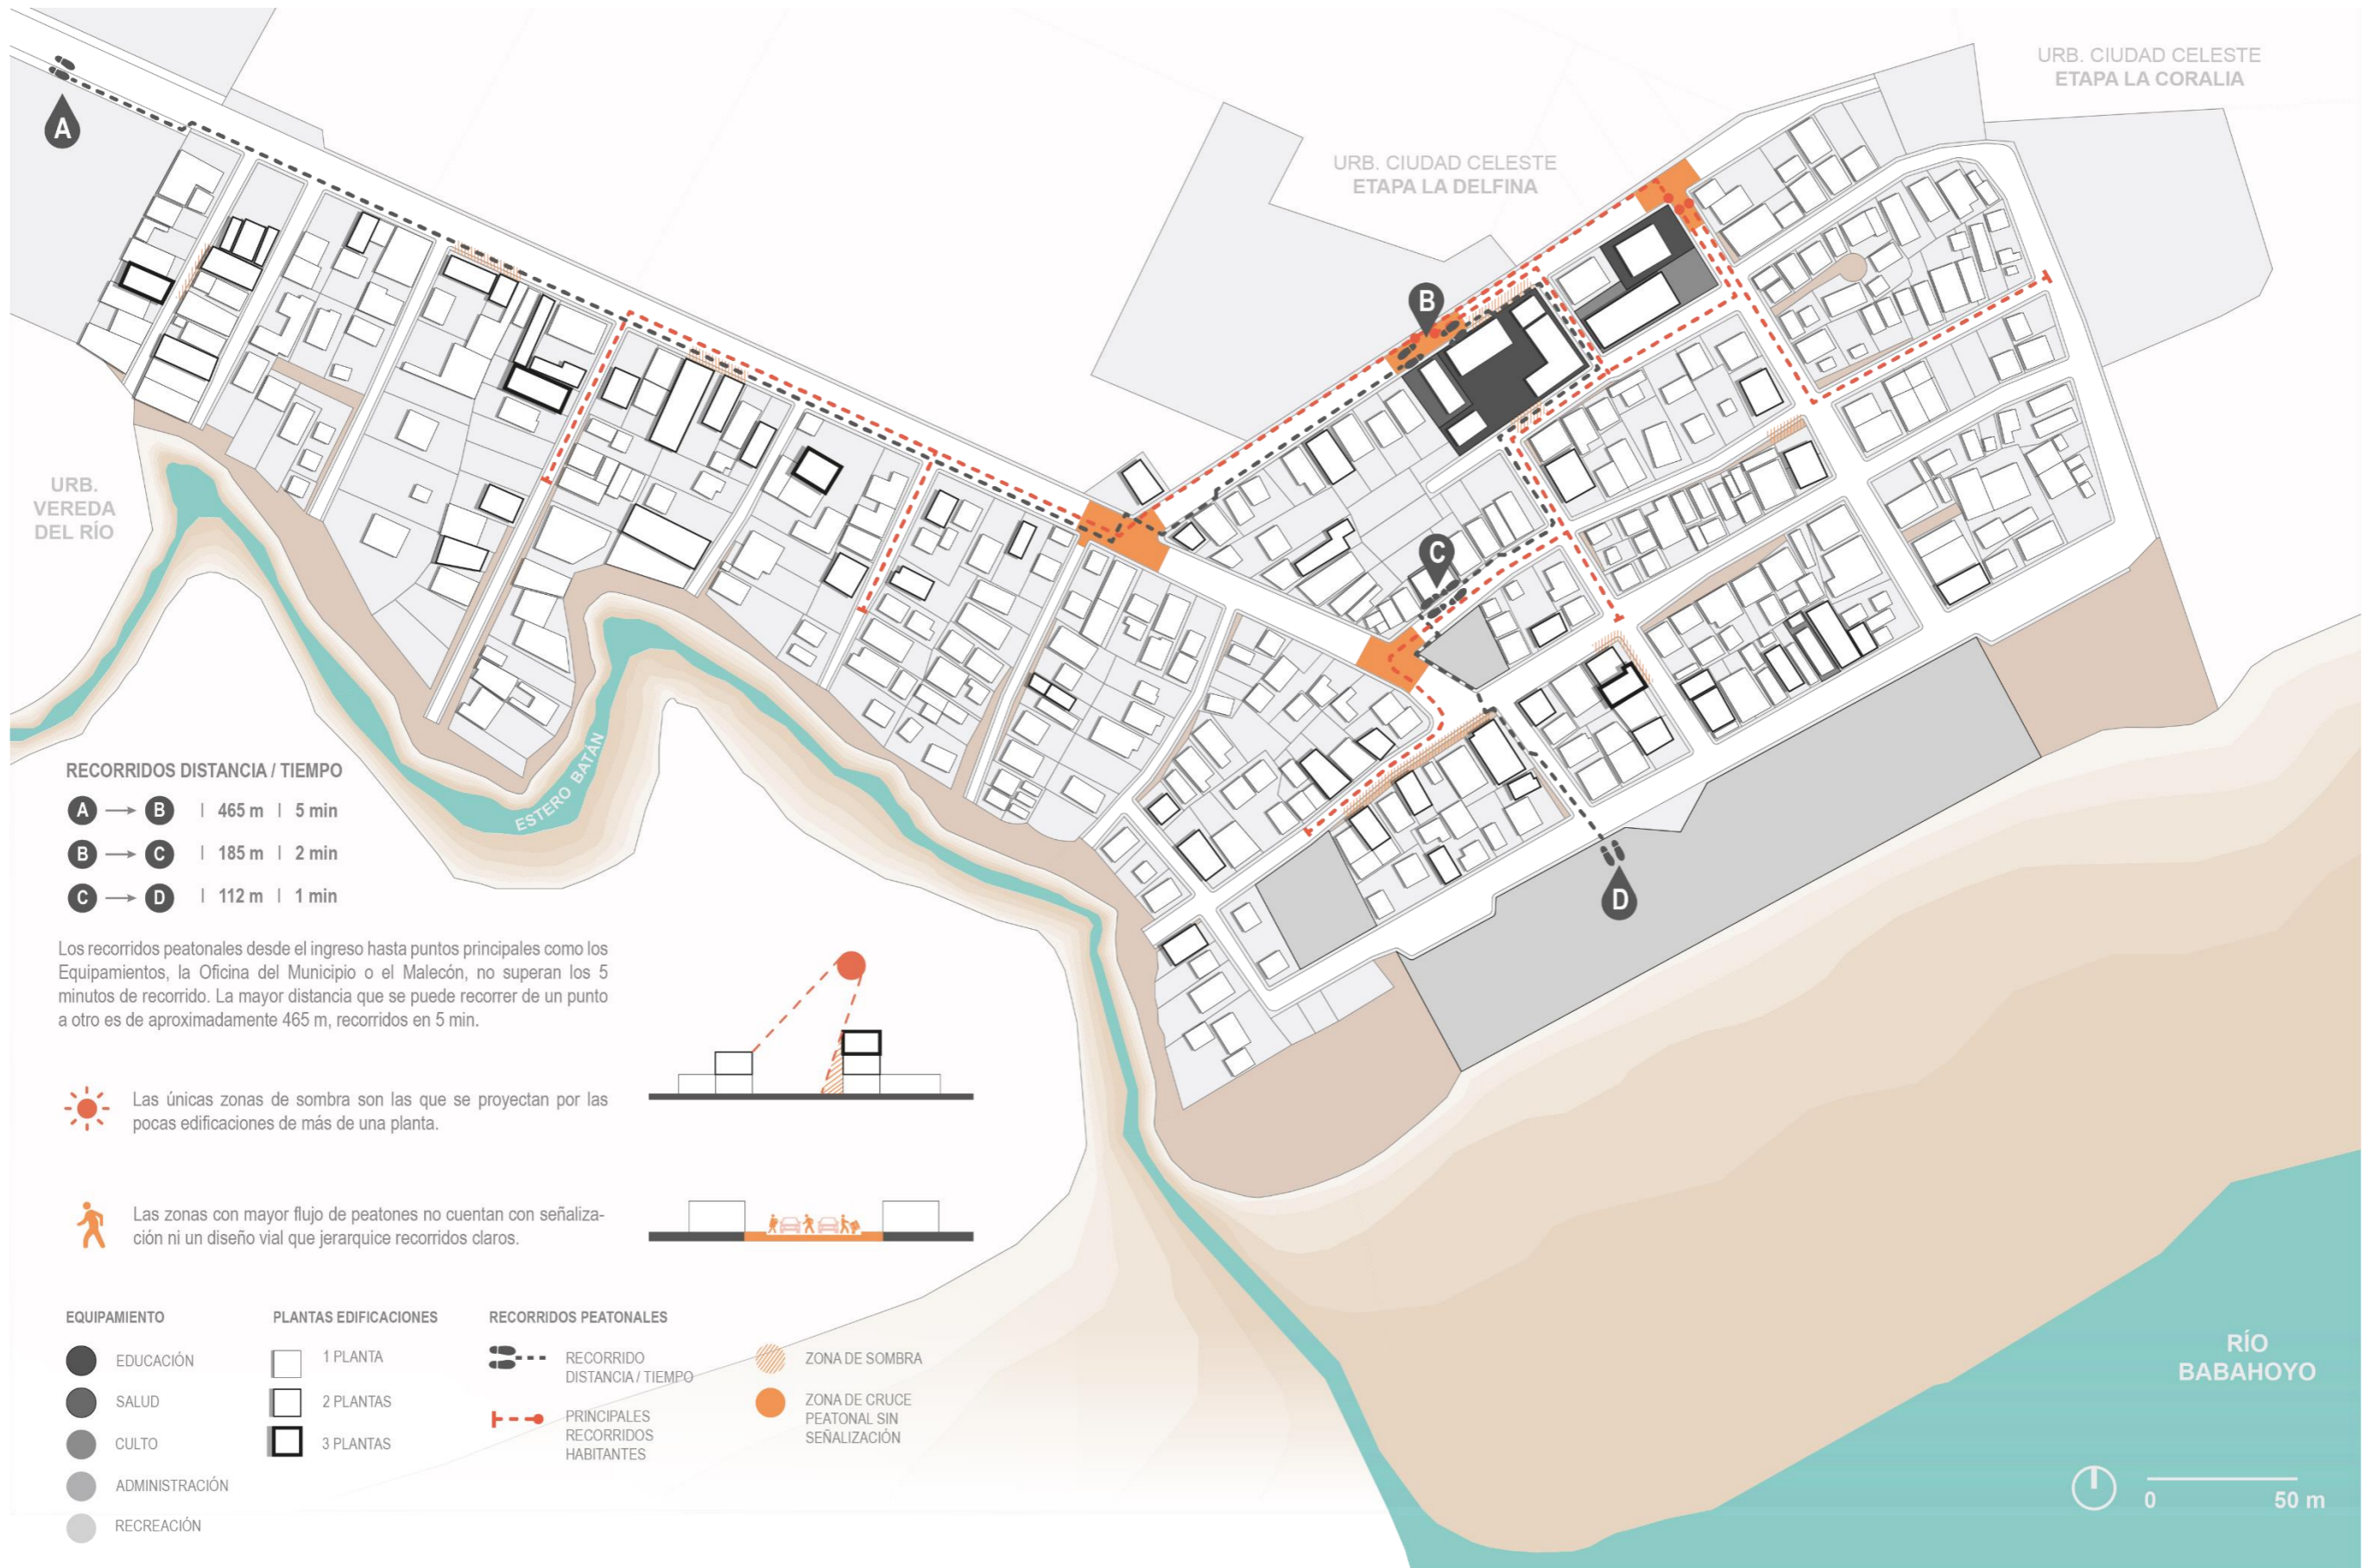 URB. CIUDAD CELESTE
ETAPA LA CORALIA
URB. CIUDAD CELESTE
ETAPA LA DELFINA
A
B
C
D
URB.
VEREDA
DEL RÍO
ESTERO BATÁN
RECORRIDOS DISTANCIA / TIEMPO
A → B | 465 m | 5 min
B → C | 185 m | 2 min
C → D | 112 m | 1 min
Los recorridos peatonales desde el ingreso hasta puntos principales como los
Equipamientos, la Oficina del Municipio o el Malecón, no superan los 5
minutos de recorrido. La mayor distancia que se puede recorrer de un punto
a otro es de aproximadamente 465 m, recorridos en 5 min.
Las únicas zonas de sombra son las que se proyectan por las
pocas edificaciones de más de una planta.
Las zonas con mayor flujo de peatones no cuentan con señaliza-
ción ni un diseño vial que jerarquice recorridos claros.
EQUIPAMIENTO
EDUCACIÓN
SALUD
CULTO
ADMINISTRACIÓN
RECREACIÓN
PLANTAS EDIFICACIONES
1 PLANTA
2 PLANTAS
3 PLANTAS
RECORRIDOS PEATONALES
RECORRIDO
DISTANCIA / TIEMPO
PRINCIPALES
RECORRIDOS
HABITANTES
ZONA DE SOMBRA
ZONA DE CRUCE
PEATONAL SIN
SEÑALIZACIÓN
RÍO
BABAHOYO
0 50 m